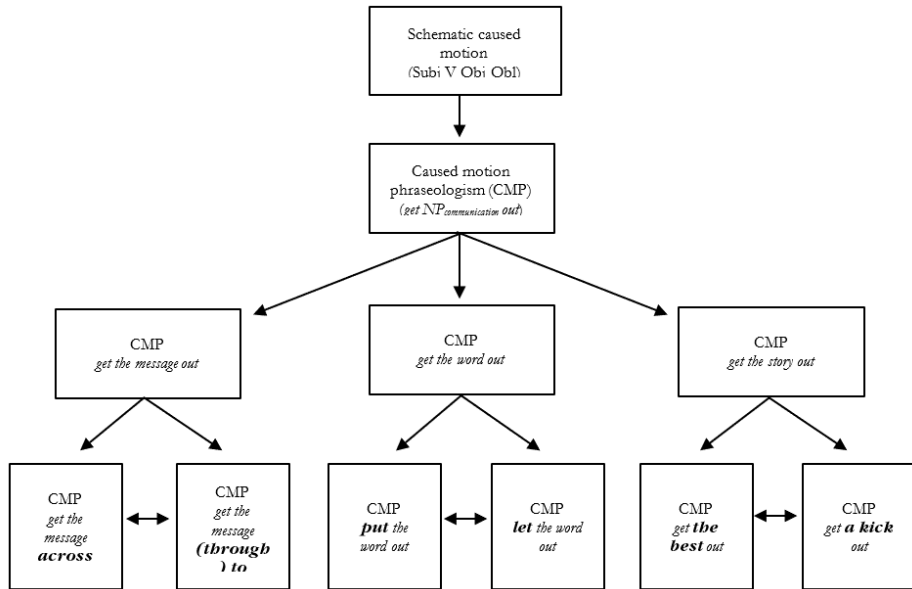 Schematic caused
motion
(Subj V Obj Obl)
Caused motion
phraseologism (CMP)
(get NPcommunication out)
CMP
get the message out
CMP
get the word out
CMP
get the story out
CMP
get the
message
across
CMP
get the
message
(through
) to
CMP
put the
word out
CMP
let the word
out
CMP
get the
best out
CMP
get a kick
out